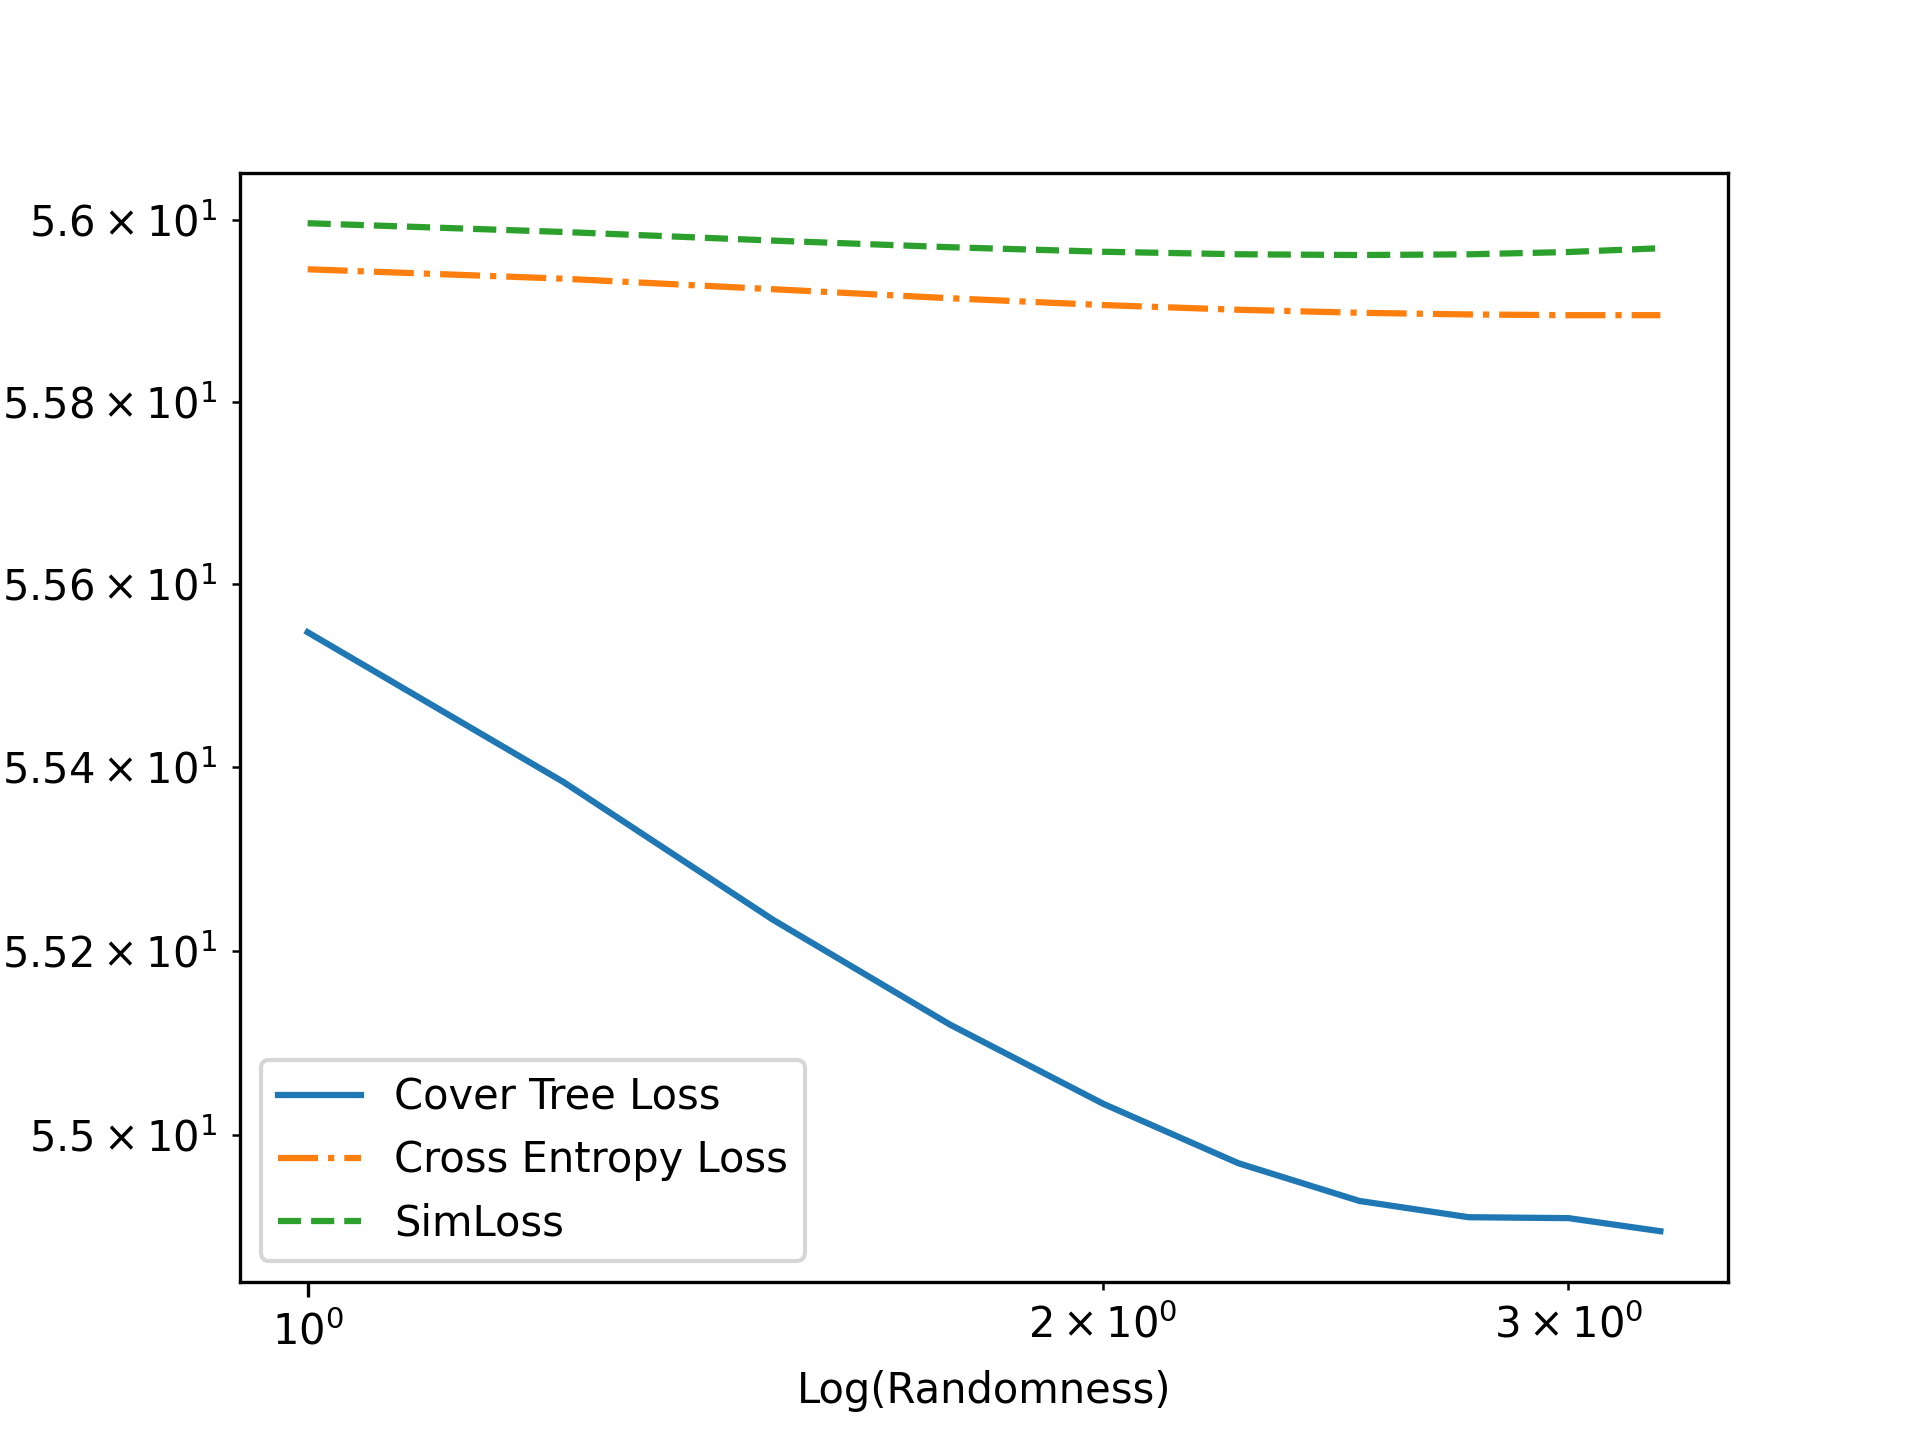 5.6 × 10¹
5.58 × 10¹
5.56 × 10¹
5.54 × 10¹
5.52 × 10¹
5.5 × 10¹
Cover Tree Loss
Cross Entropy Loss
SimLoss
10⁰ 2 × 10⁰ 3 × 10⁰
Log(Randomness)